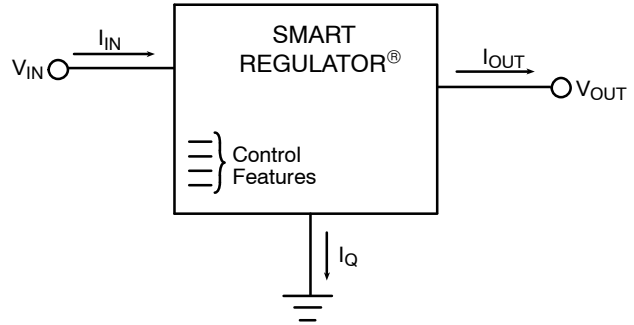 SMART
REGULATOR®
I_IN
V_IN
I_OUT
V_OUT
Control
Features
I_Q